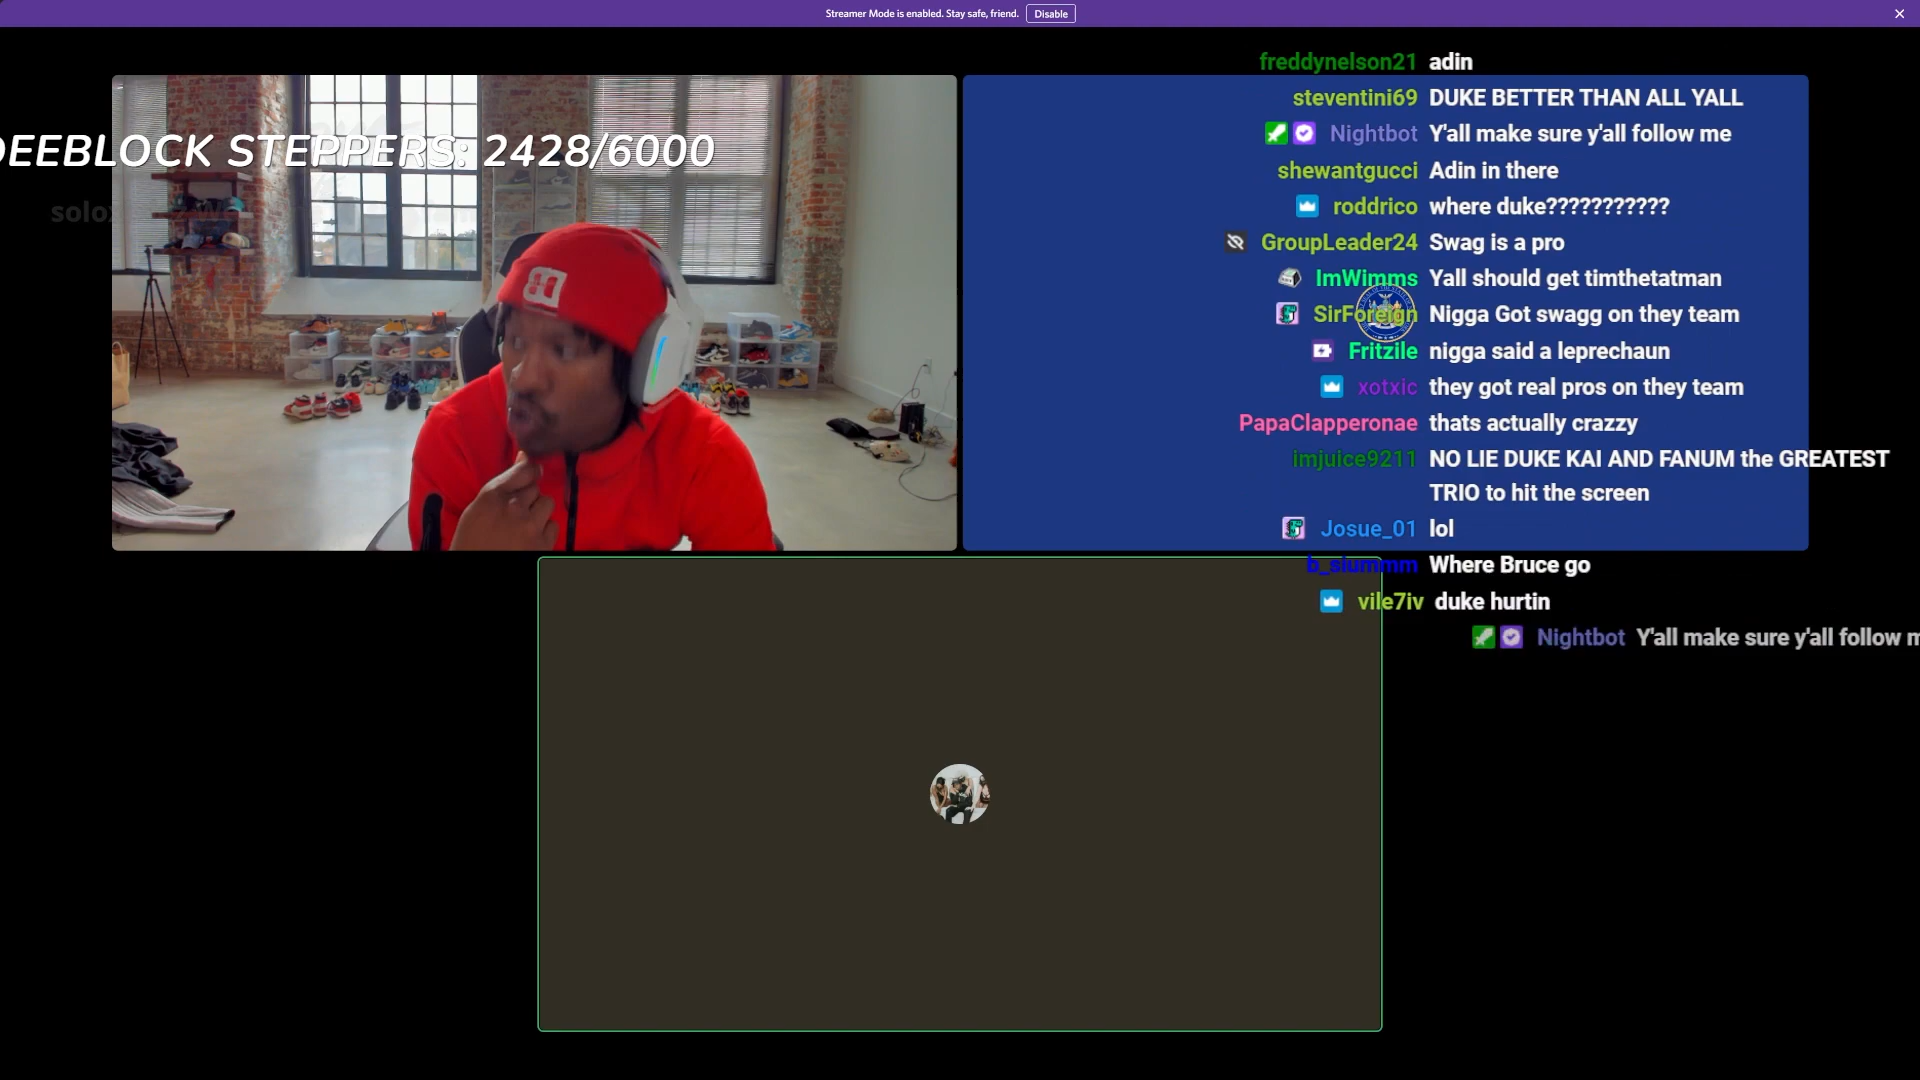 Streamer Mode is enabled. Stay safe, friend. Disable
freddynelson21 adin
steventini69 DUKE BETTER THAN ALL YALL
DEEBLOCK STEPPERS: 2428/6000
Nightbot Y'all make sure y'all follow me
shewantgucci Adin in there
roddrico where duke???????????
GroupLeader24 Swag is a pro
ImWimms Yall should get timthetatman
SirForeign Nigga Got swagg on they team
Fritzile nigga said a leprechaun
xotxic they got real pros on they team
PapaClapperonae thats actually crazzy
imjuice9211 NO LIE DUKE KAI AND FANUM the GREATEST
TRIO to hit the screen
Josue_01 lol
b_siummm Where Bruce go
vile7iv duke hurtin
Nightbot Y'all make sure y'all follow